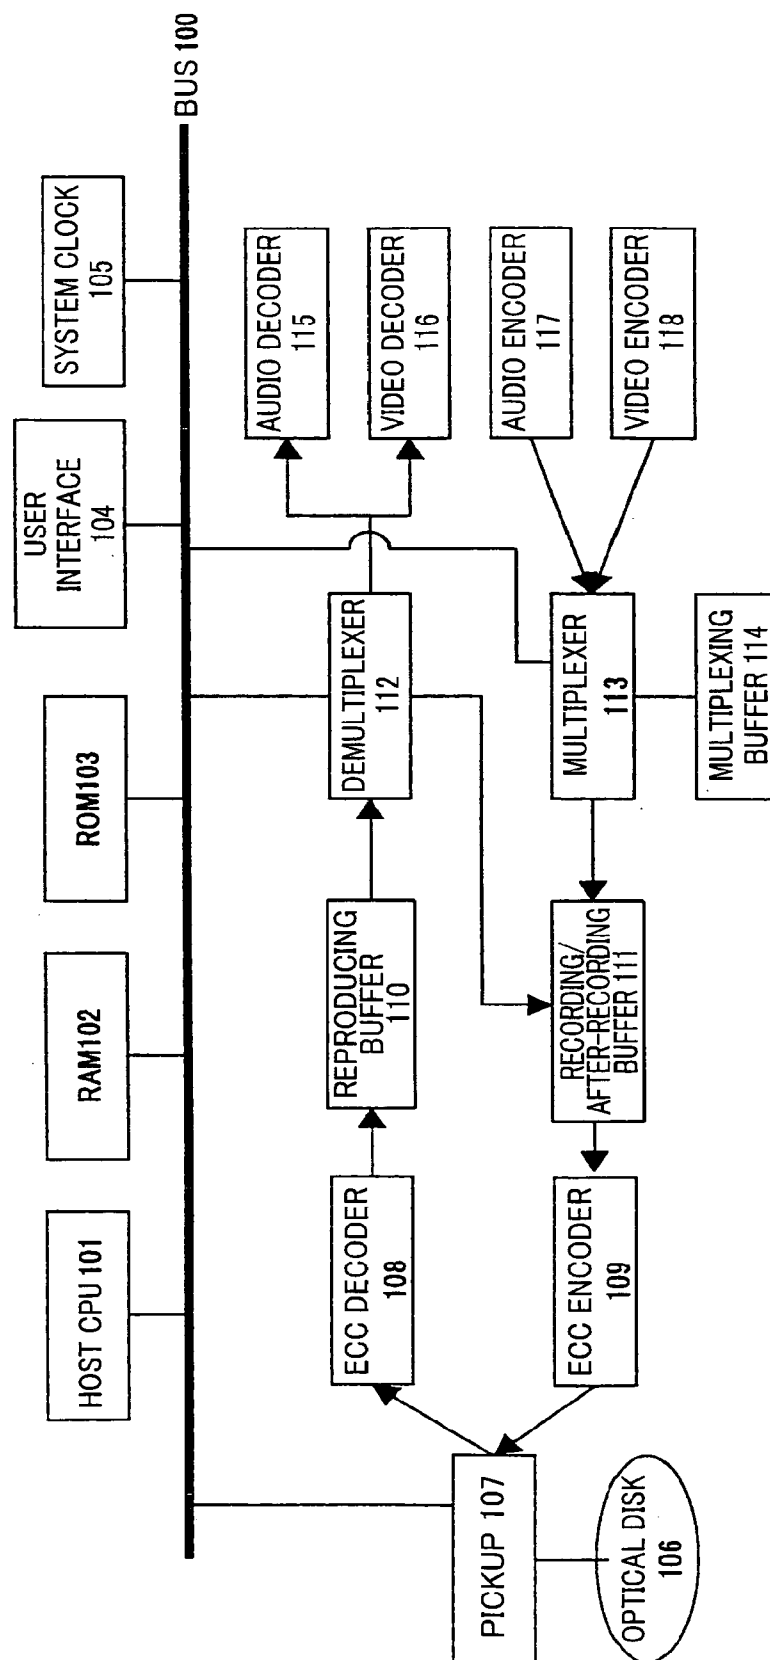 BUS 100
HOST CPU 101
RAM102
ROM103
USER
INTERFACE
104
SYSTEM CLOCK
105
ECC DECODER
108
REPRODUCING
BUFFER
110
DEMULTIPLEXER
112
AUDIO DECODER
115
VIDEO DECODER
116
PICKUP 107
OPTICAL DISK
106
ECC ENCODER
109
RECORDING/
AFTER-RECORDING
BUFFER 111
MULTIPLEXER
113
MULTIPLEXING
BUFFER 114
AUDIO ENCODER
117
VIDEO ENCODER
118